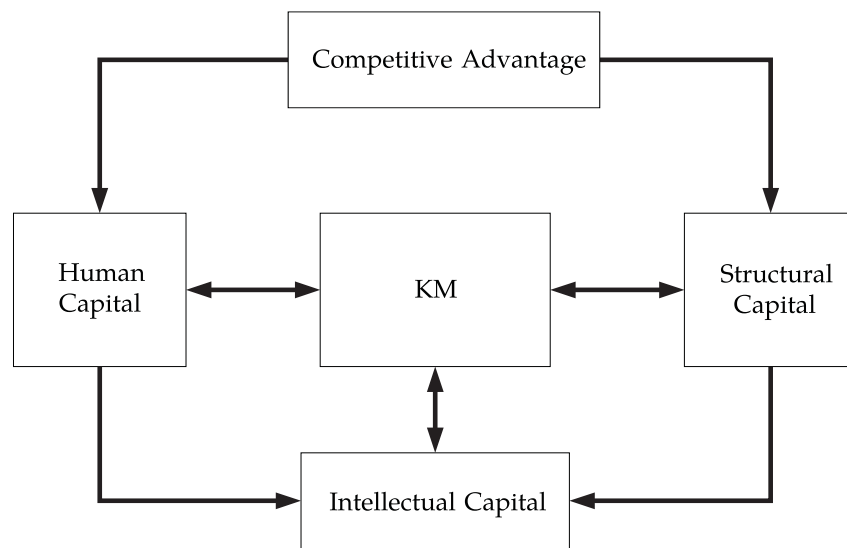 Competitive Advantage
Human
Capital
KM
Structural
Capital
Intellectual Capital